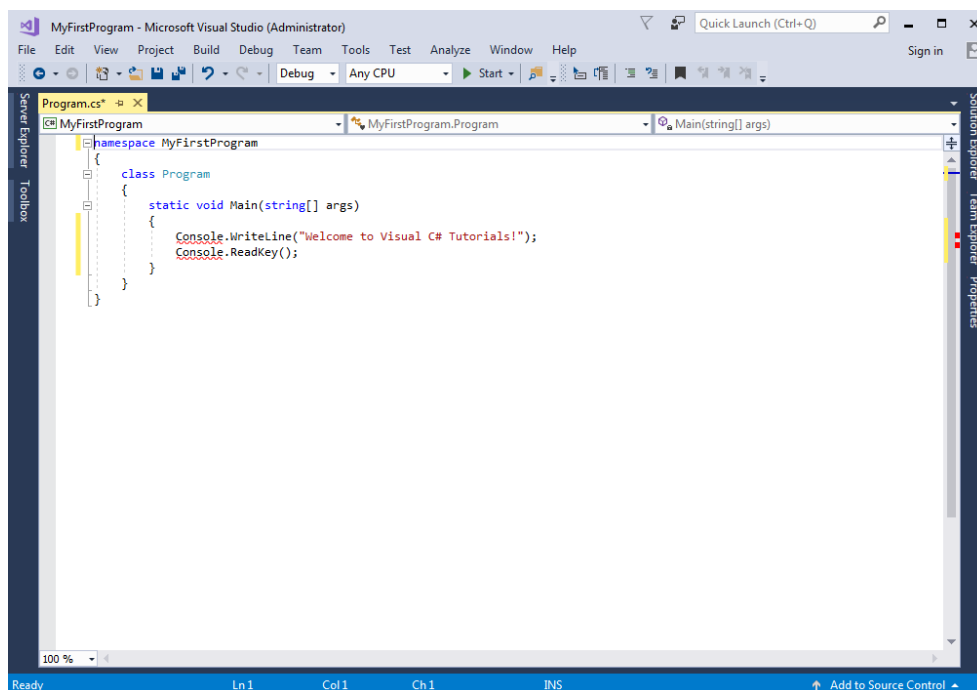 MyFirstProgram - Microsoft Visual Studio (Administrator)
Quick Launch (Ctrl+Q)
File Edit View Project Build Debug Team Tools Test Analyze Window Help
Sign in
Debug Any CPU Start
Server Explorer
Toolbox
Program.cs*
C# MyFirstProgram MyFirstProgram.Program Main(string[] args)
namespace MyFirstProgram
{
class Program
{
static void Main(string[] args)
{
Console.WriteLine("Welcome to Visual C# Tutorials!");
Console.ReadKey();
}
}
}
Solution Explorer
Team Explorer
Properties
100 %
Ready Ln 1 Col 1 Ch 1 INS Add to Source Control